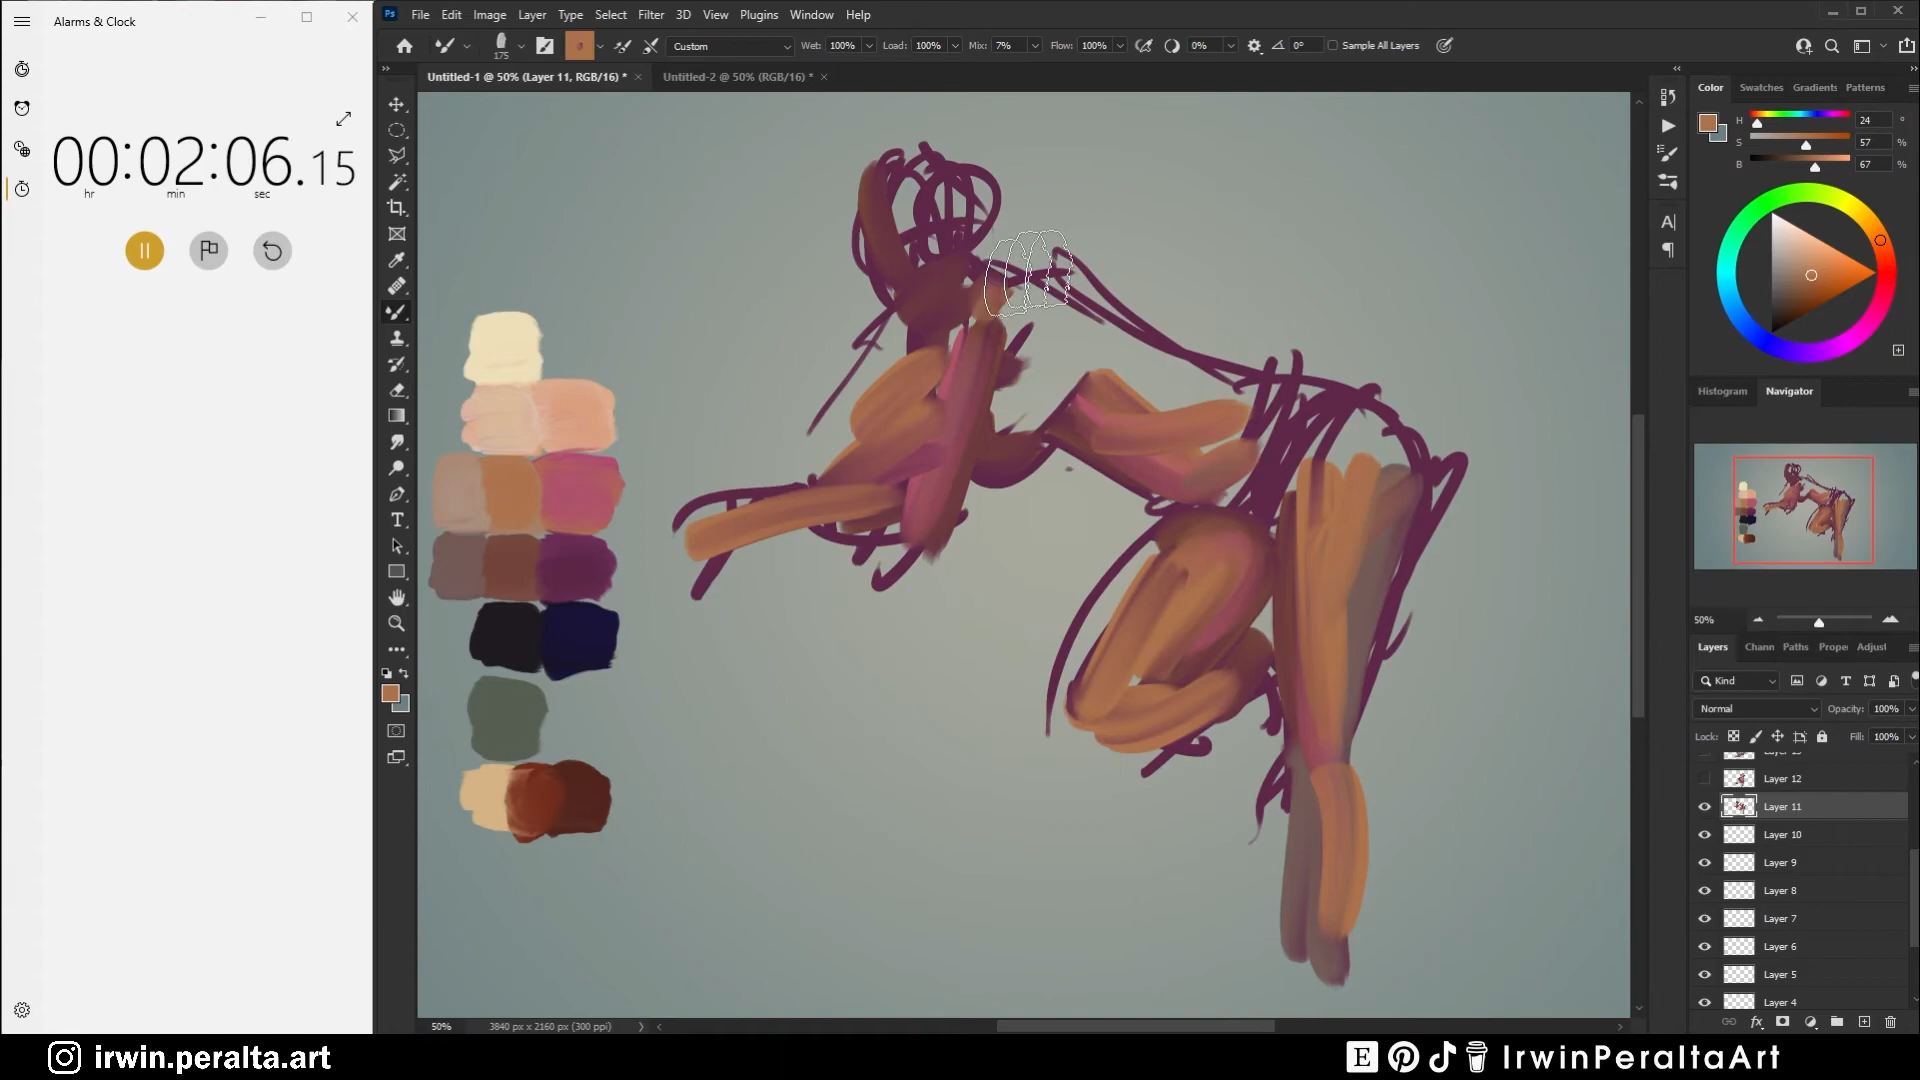 Alarms & Clock
00:02:06.15
hr min sec
Ps File Edit Image Layer Type Select Filter 3D View Plugins Window Help
175 Custom Wet: 100% Load: 100% Mix: 7% Flow: 100% 0% 0° Sample All Layers
Untitled-1 @ 50% (Layer 11, RGB/16) * Untitled-2 @ 50% (RGB/16) *
Color Swatches Gradients Patterns
H 24 °
S 57 %
B 67 %
Histogram Navigator
50%
Layers Chann Paths Prope Adjust
Kind
Normal Opacity: 100%
Lock: Fill: 100%
Layer 12
Layer 11
Layer 10
Layer 9
Layer 8
Layer 7
Layer 6
Layer 5
Layer 4
50% 3840 px x 2160 px (300 ppi)
irwin.peralta.art
E IrwinPeraltaArt